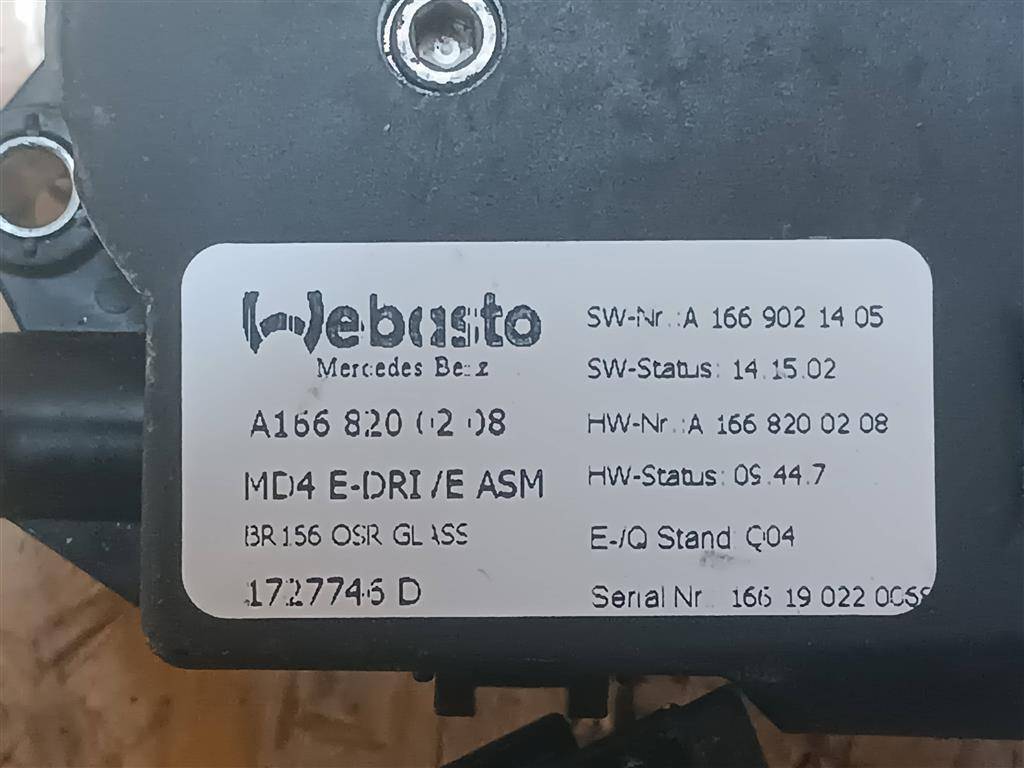 Webasto
Mercedes Benz
A166 820 02 08
MD4 E-DRIVE ASM
BR156 OSR GLASS
1727746 D
SW-Nr.:A 166 902 14 05
SW-Status: 14.15.02
HW-Nr.:A 166 820 02 08
HW-Status: 09.44.7
E-/Q Stand Q04
Serial Nr. 166 19 022